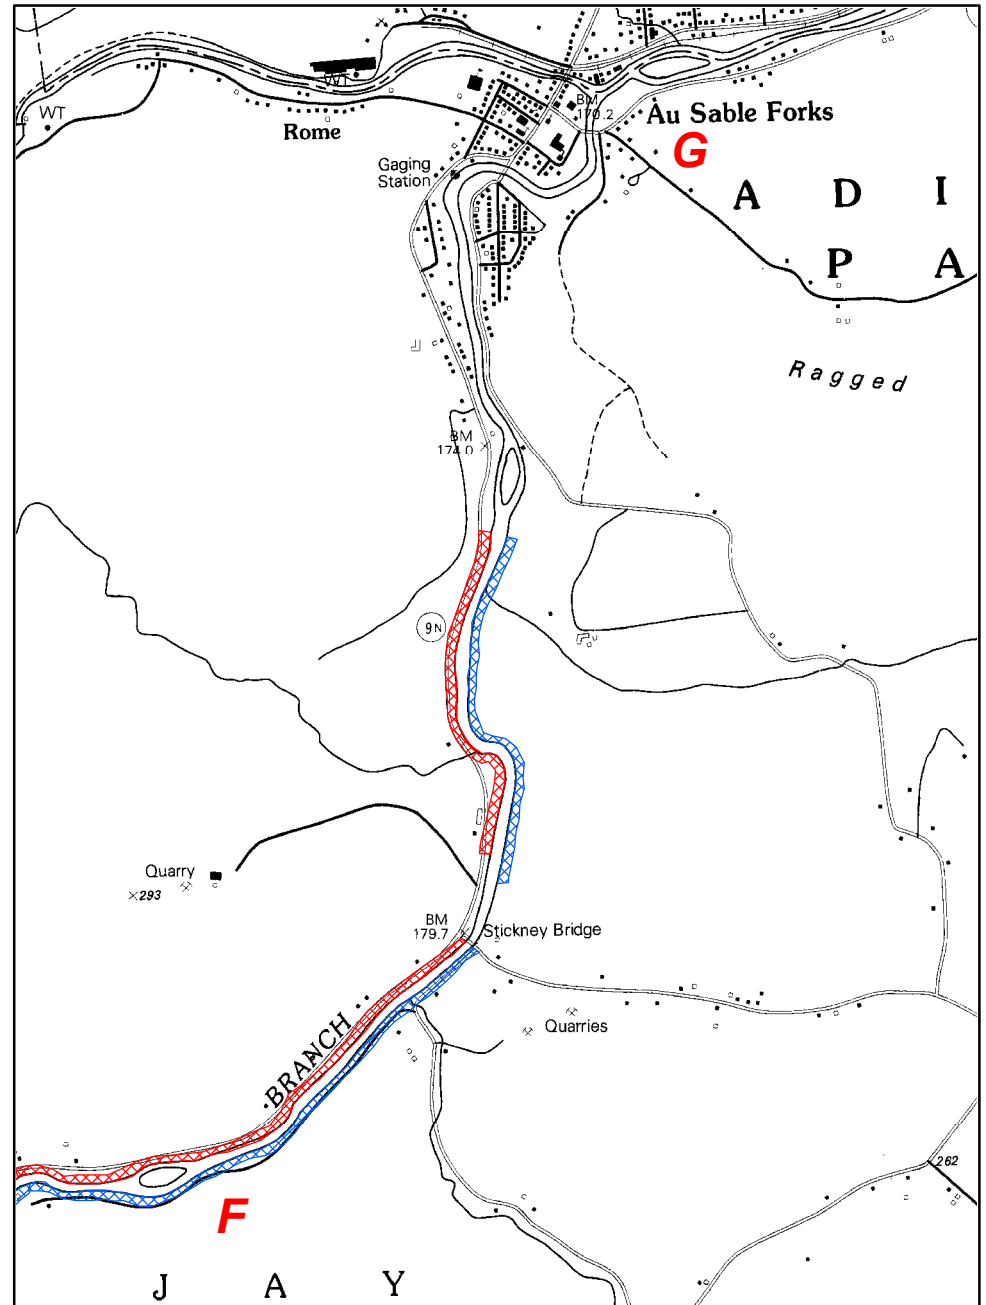 WT
WT
Rome
BM
170.2
Au Sable Forks
G
Gaging
Station
A D I
P A
Ragged
BM
174.0
9N
Quarry
293
BM
179.7
Stickney Bridge
Quarries
BRANCH
262
F
J A Y